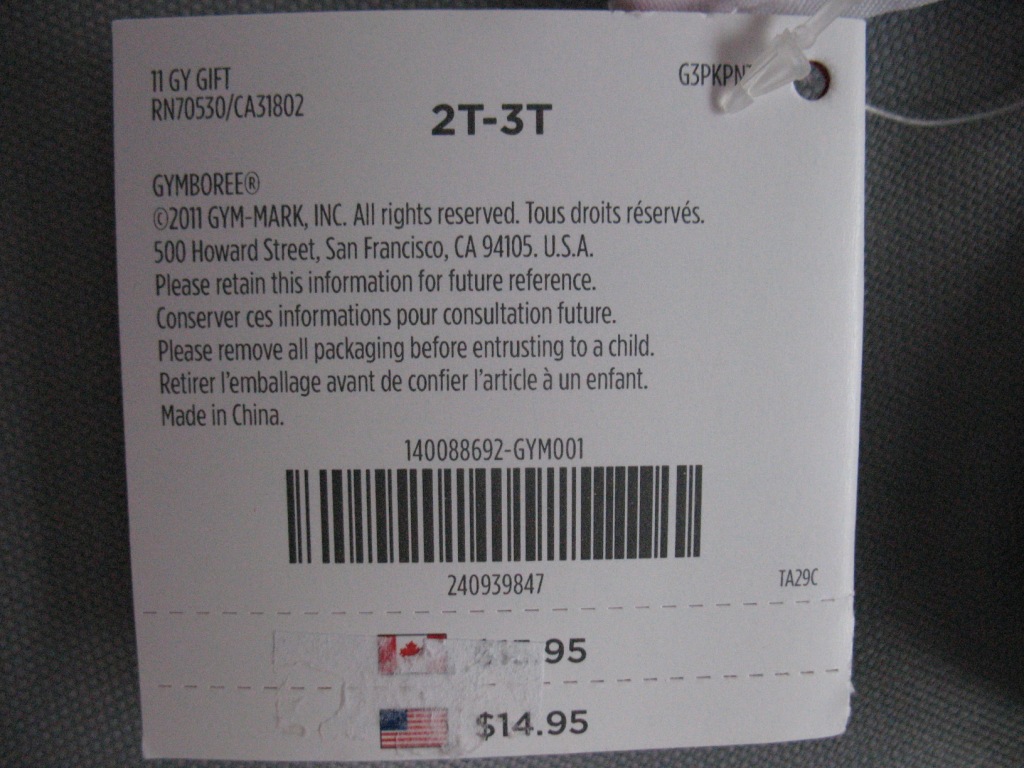 11 GY GIFT
RN70530/CA31802
2T-3T
GYMBOREE®
©2011 GYM-MARK, INC. All rights reserved. Tous droits réservés.
500 Howard Street, San Francisco, CA 94105. U.S.A.
Please retain this information for future reference.
Conserver ces informations pour consultation future.
Please remove all packaging before entrusting to a child.
Retirer l'emballage avant de confier l'article à un enfant.
Made in China.
140088692-GYM001
240939847
TA29C
$14.95